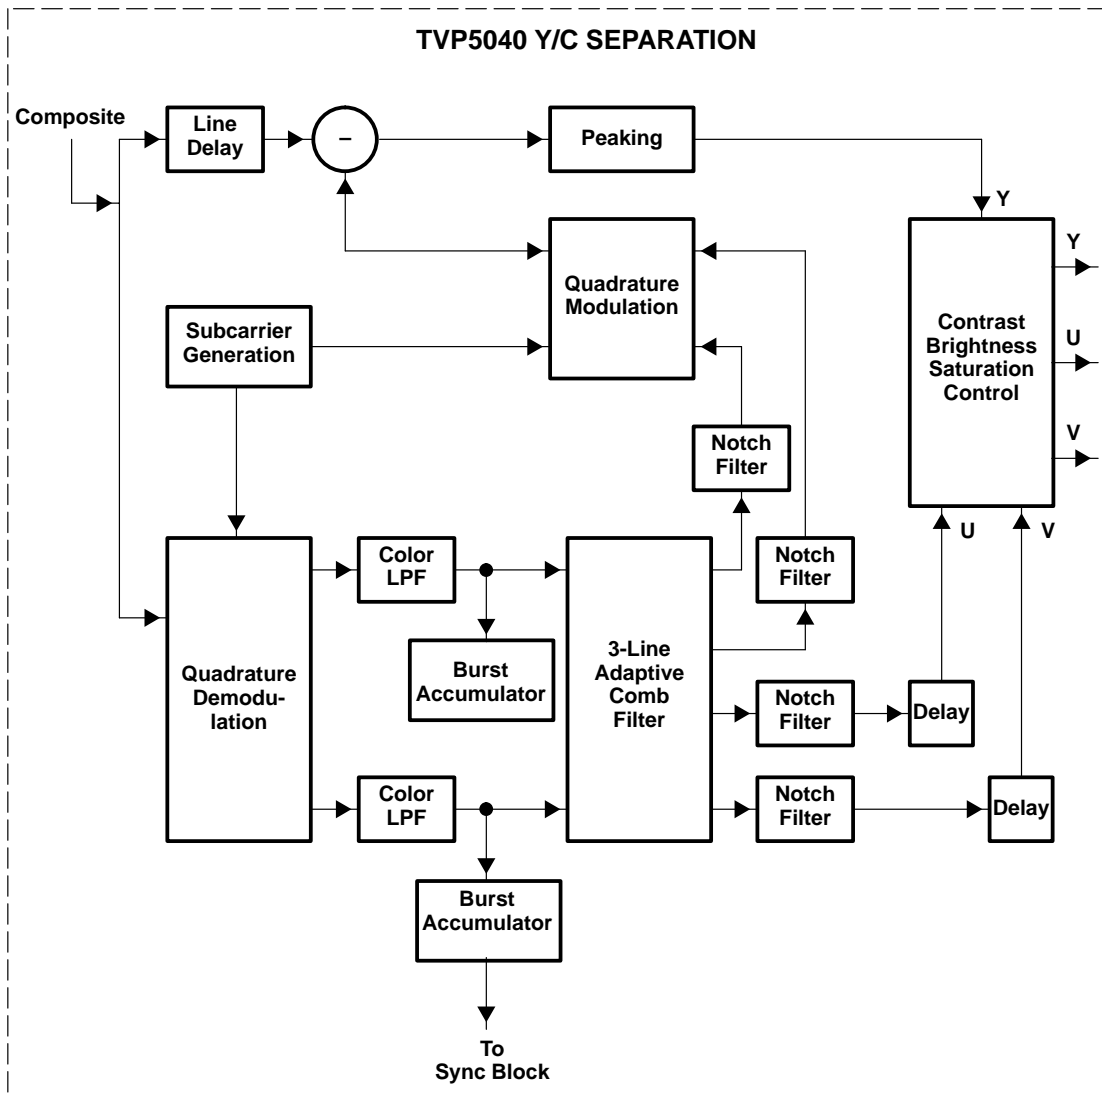 TVP5040 Y/C SEPARATION
Composite
Line
Delay
–
Peaking
Y
Y
Quadrature
Modulation
Subcarrier
Generation
Contrast
Brightness
Saturation
Control
U
V
Notch
Filter
U
V
Color
LPF
Notch
Filter
Quadrature
Demodu-
lation
Burst
Accumulator
3-Line
Adaptive
Comb
Filter
Notch
Filter
Delay
Color
LPF
Notch
Filter
Delay
Burst
Accumulator
To
Sync Block